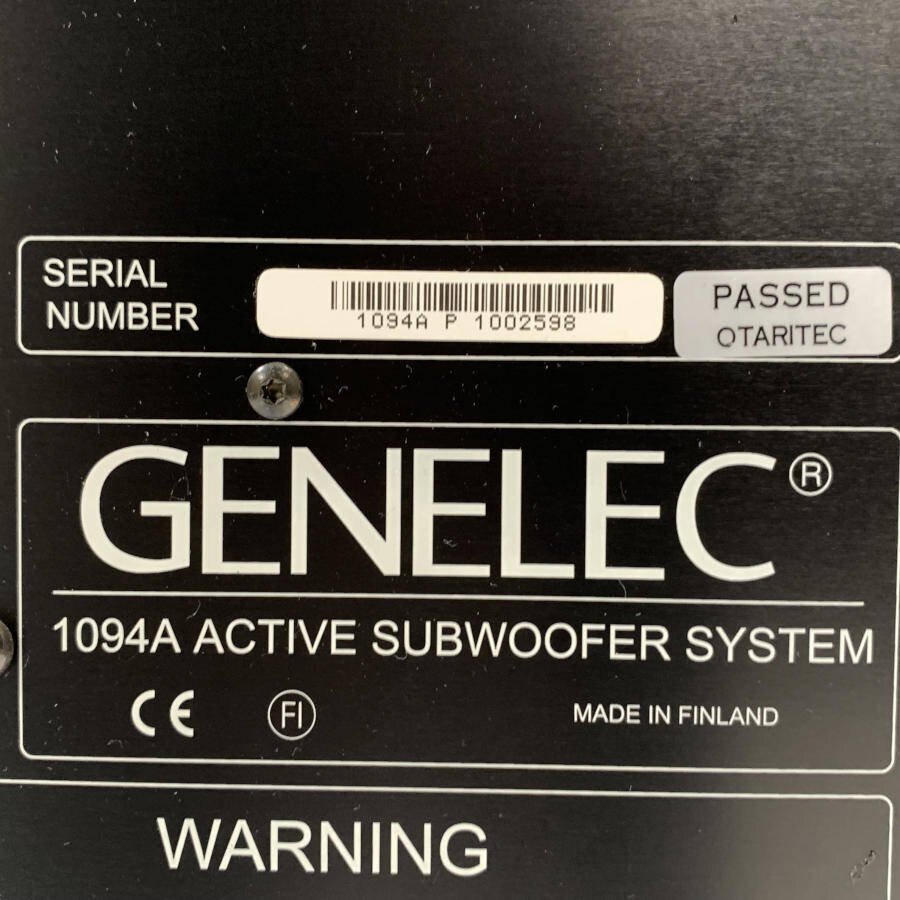 SERIAL
NUMBER
1094A P 1002598
PASSED
OTARITEC
GENELEC®
1094A ACTIVE SUBWOOFER SYSTEM
CE FI MADE IN FINLAND
WARNING